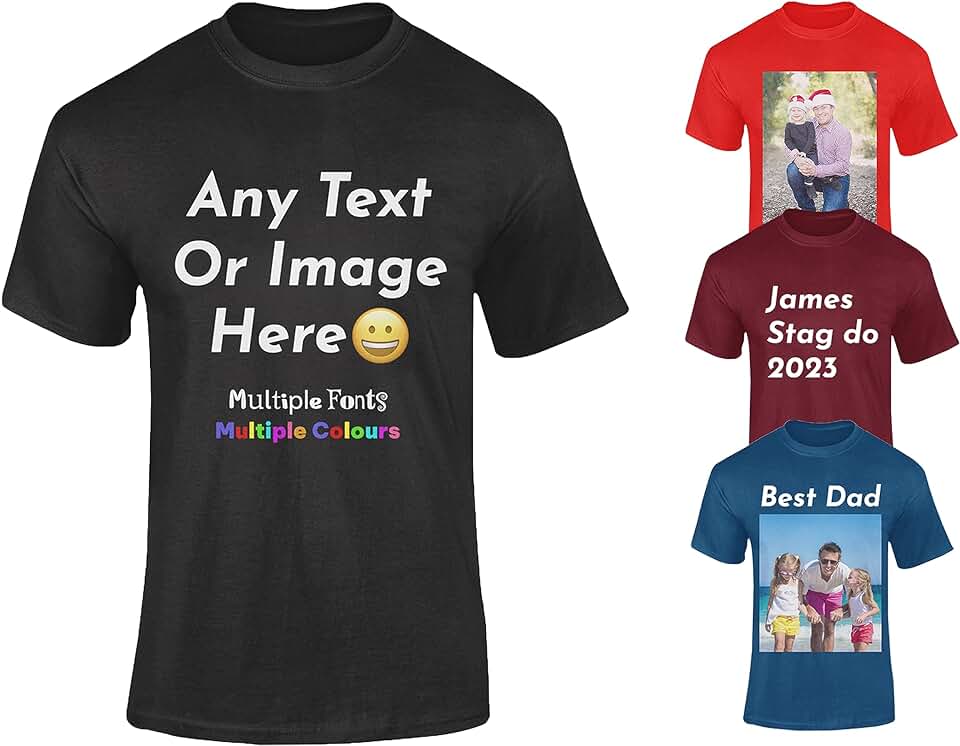 Any Text
Or Image
Here😀
Multiple Fonts
Multiple Colours
James
Stag do
2023
Best Dad